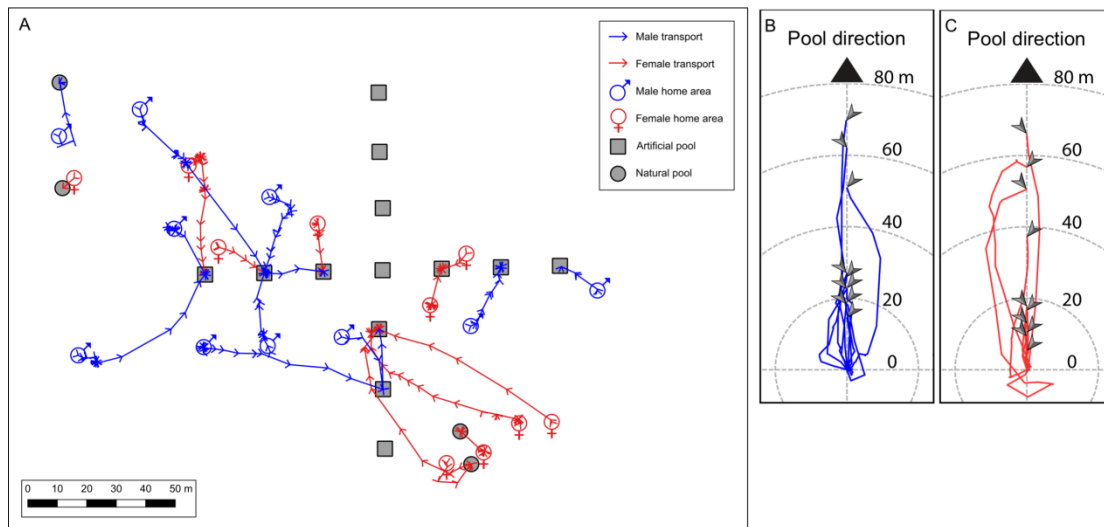 A
Male transport
Female transport
Male home area
Female home area
Artificial pool
Natural pool
0 10 20 30 40 50 m
B
Pool direction
80 m
60
40
20
0
C
Pool direction
80 m
60
40
20
0